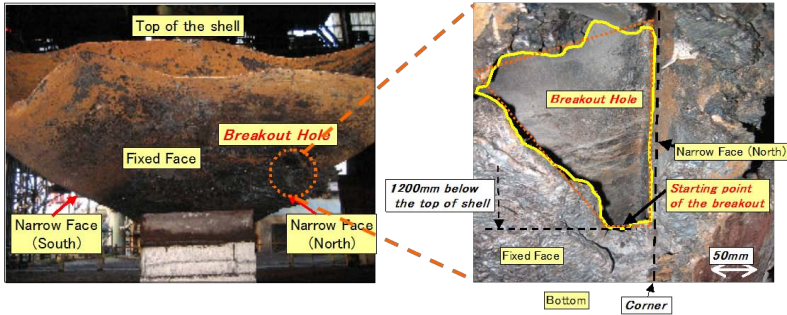 Top of the shell
Breakout Hole
Fixed Face
Narrow Face
(South)
Narrow Face
(North)
Breakout Hole
Narrow Face (North)
1200mm below
the top of shell
Starting point
of the breakout
Fixed Face
50mm
Bottom
Corner